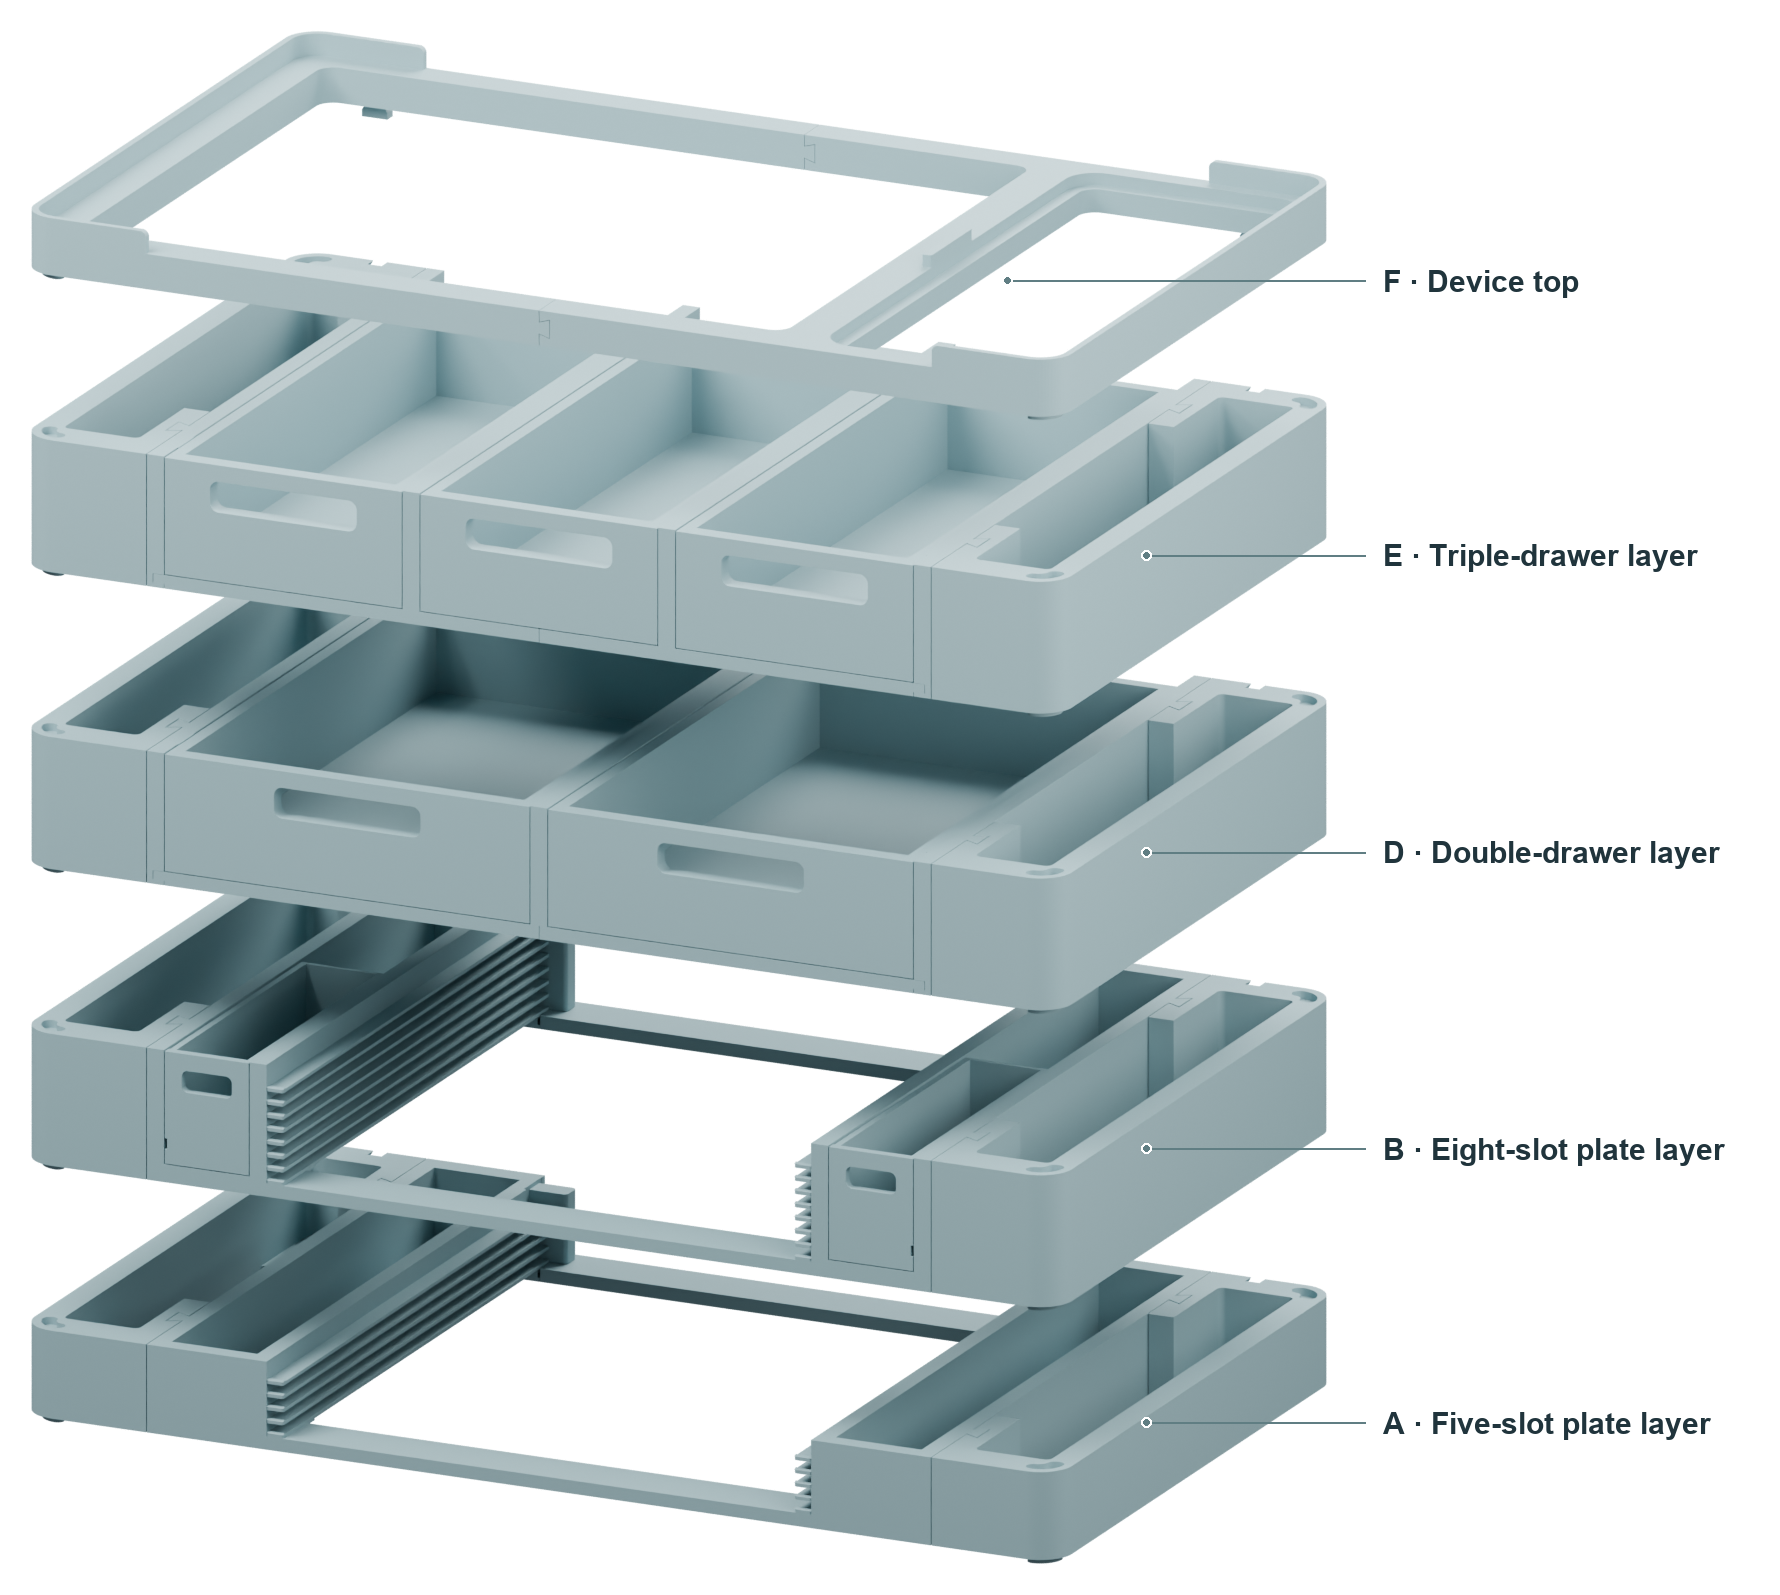 F · Device top
E · Triple-drawer layer
D · Double-drawer layer
B · Eight-slot plate layer
A · Five-slot plate layer